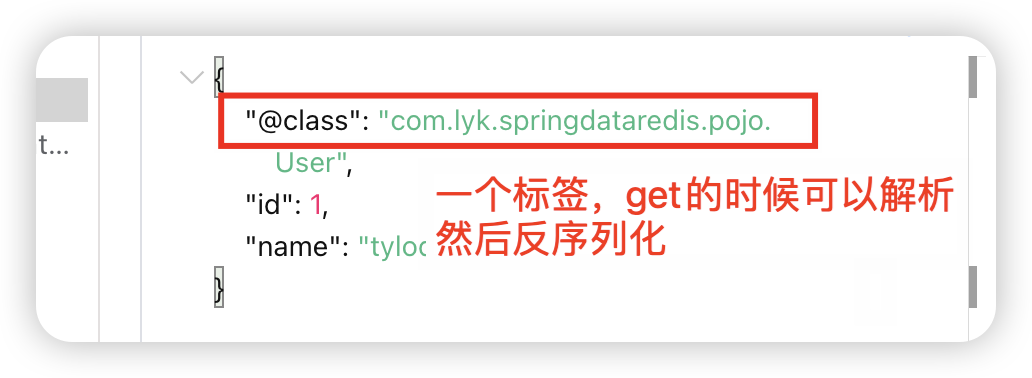 {
"@class": "com.lyk.springdataredis.pojo.
t...
User",
一个标签，get的时候可以解析
"id": 1,
然后反序列化
"name": "tyloc
}